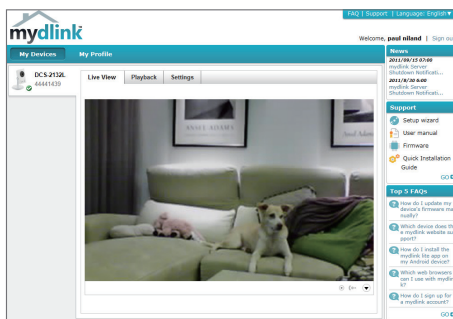 FAQ | Support | Language: English▼
mydlink
Welcome, paul niland | Sign ou
My Devices
My Profile
DCS-2132L
44441439
Live View
Playback
Settings
ANSEL ADAMS
News
2011/09/15 07:00
mydlink Server
Shutdown Notificati...
2011/8/30 6:00
mydlink Server
Shutdown Notificati...
Support
Setup wizard
User manual
Firmware
Quick Installation
Guide
GO
Top 5 FAQs
How do I update my
device's firmware ma
nually?
Which device does th
e mydlink website su
pport?
How do I install the
mydlink lite app on
my Android device?
Which web browsers
can I use with mydlin
k?
How do I sign up for
a mydlink account?
GO